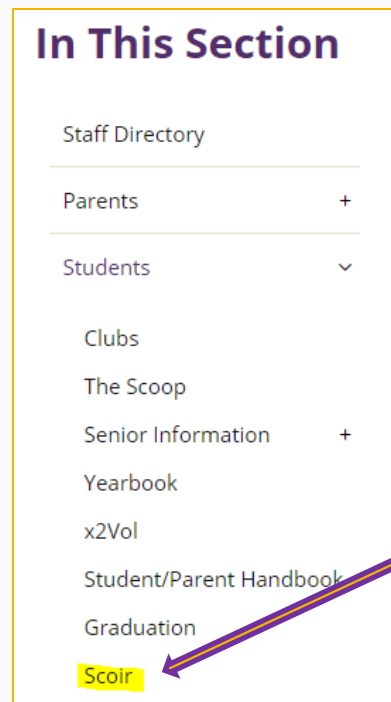 In This Section
Staff Directory
Parents +
Students
Clubs
The Scoop
Senior Information +
Yearbook
x2Vol
Student/Parent Handbook
Graduation
Scoir